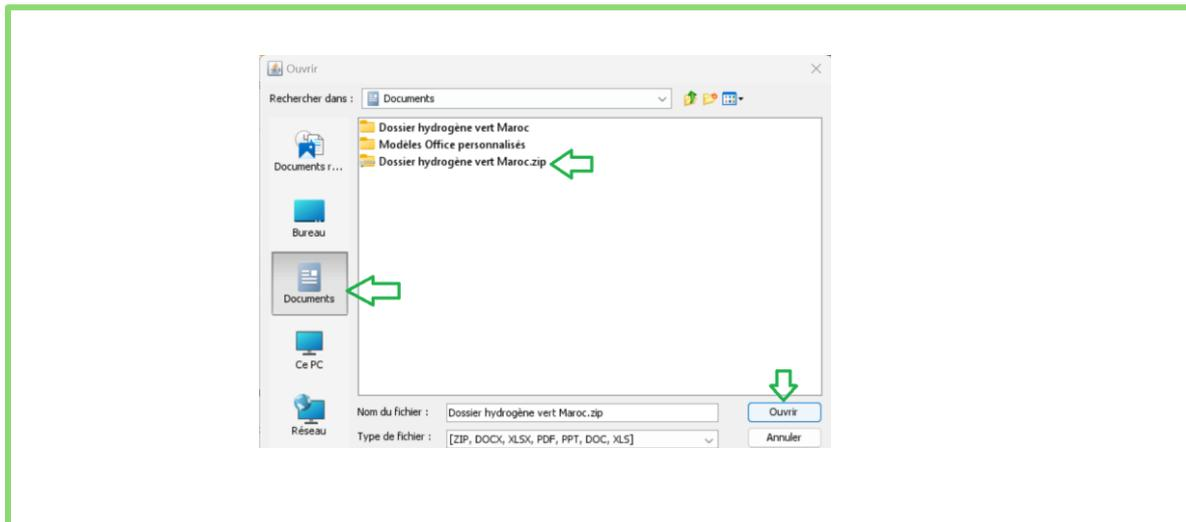 Ouvrir
Rechercher dans : Documents
Dossier hydrogène vert Maroc
Modèles Office personnalisés
Dossier hydrogène vert Maroc.zip
Documents r...
Bureau
Documents
Ce PC
Réseau
Nom du fichier : Dossier hydrogène vert Maroc.zip Ouvrir
Type de fichier : [ZIP, DOCX, XLSX, PDF, PPT, DOC, XLS] Annuler